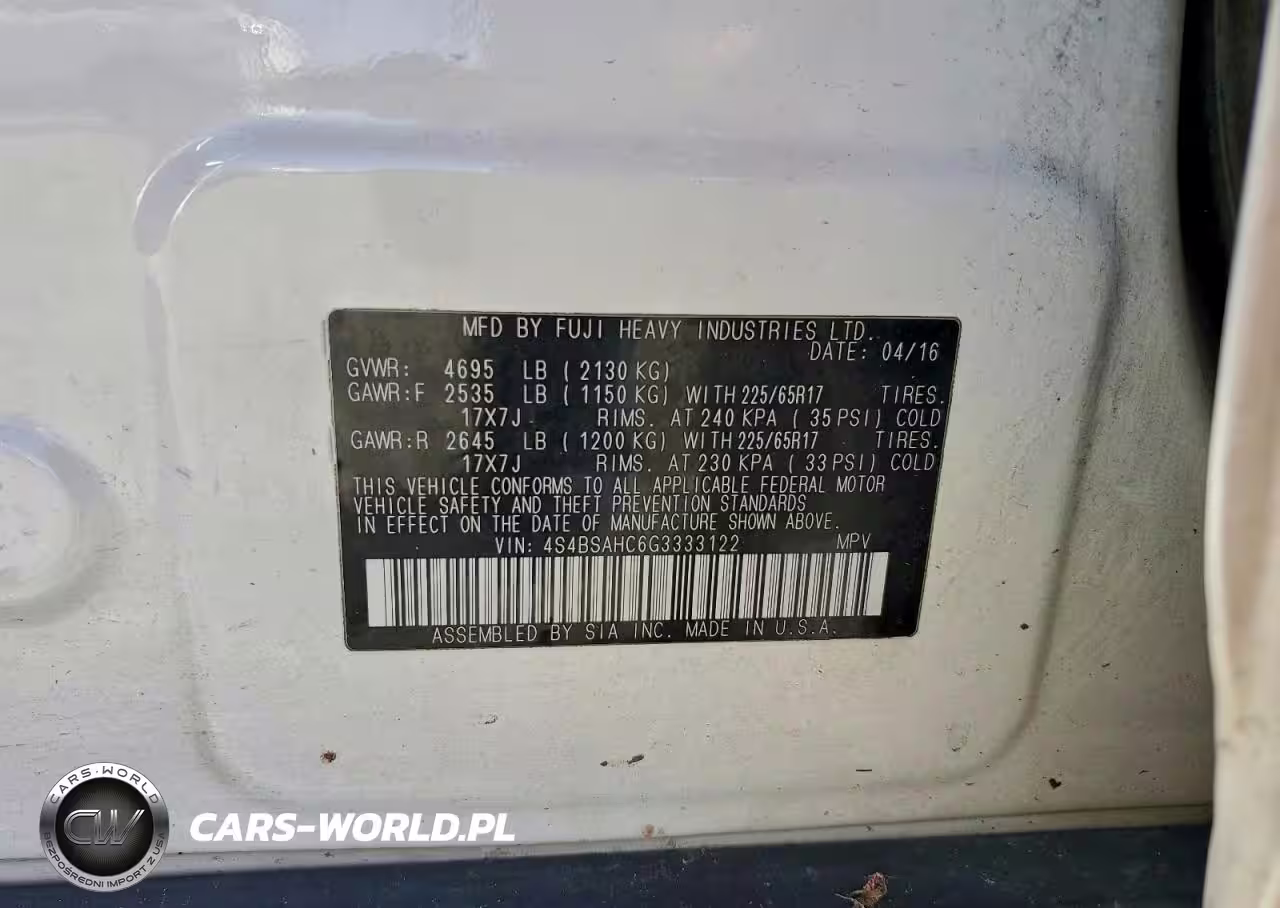 MFD BY FUJI HEAVY INDUSTRIES LTD.
DATE: 04/16
GVWR: 4695 LB ( 2130 KG)
GAWR:F 2535 LB ( 1150 KG) WITH 225/65R17 TIRES.
17X7J RIMS. AT 240 KPA ( 35 PSI) COLD
GAWR:R 2645 LB ( 1200 KG) WITH 225/65R17 TIRES.
17X7J RIMS. AT 230 KPA ( 33 PSI) COLD
THIS VEHICLE CONFORMS TO ALL APPLICABLE FEDERAL MOTOR
VEHICLE SAFETY AND THEFT PREVENTION STANDARDS
IN EFFECT ON THE DATE OF MANUFACTURE SHOWN ABOVE.
VIN: 4S4BSAHC6G3333122 MPV
ASSEMBLED BY SIA INC. MADE IN U.S.A.
CARS-WORLD
CW
BEZPOŚREDNI IMPORT Z USA
CARS-WORLD.PL